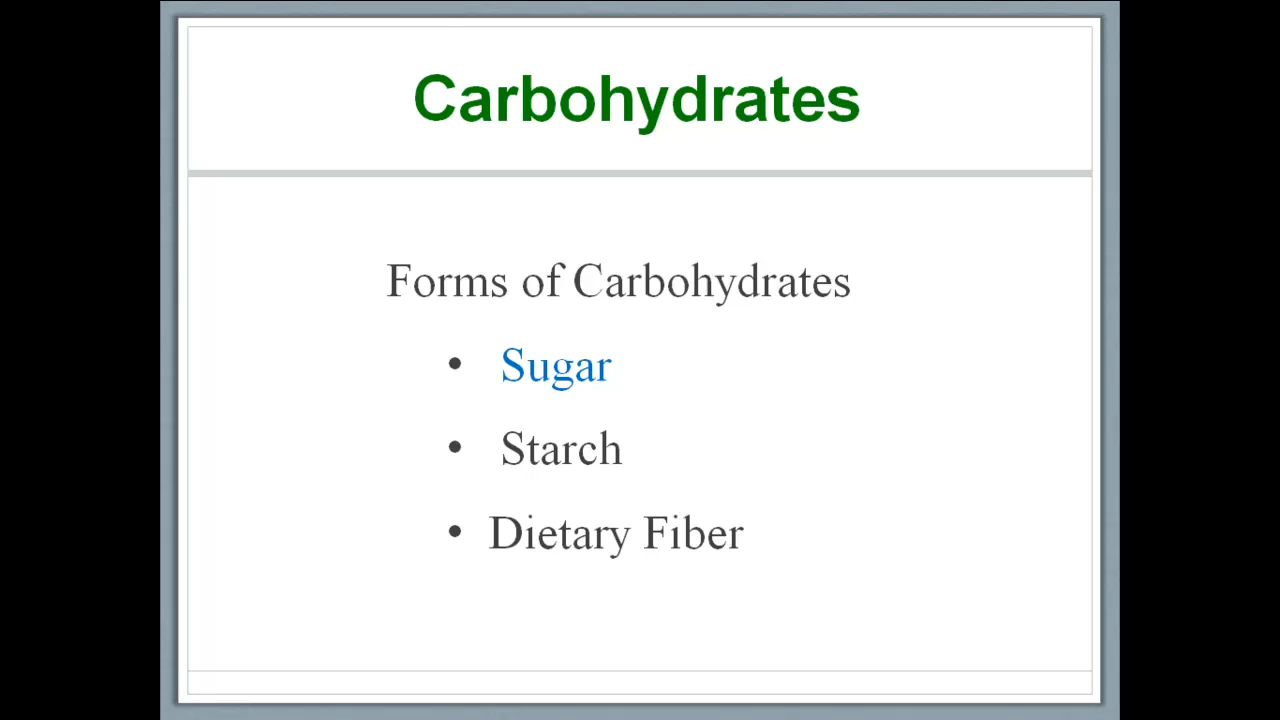 Carbohydrates
Forms of Carbohydrates
• Sugar
• Starch
• Dietary Fiber